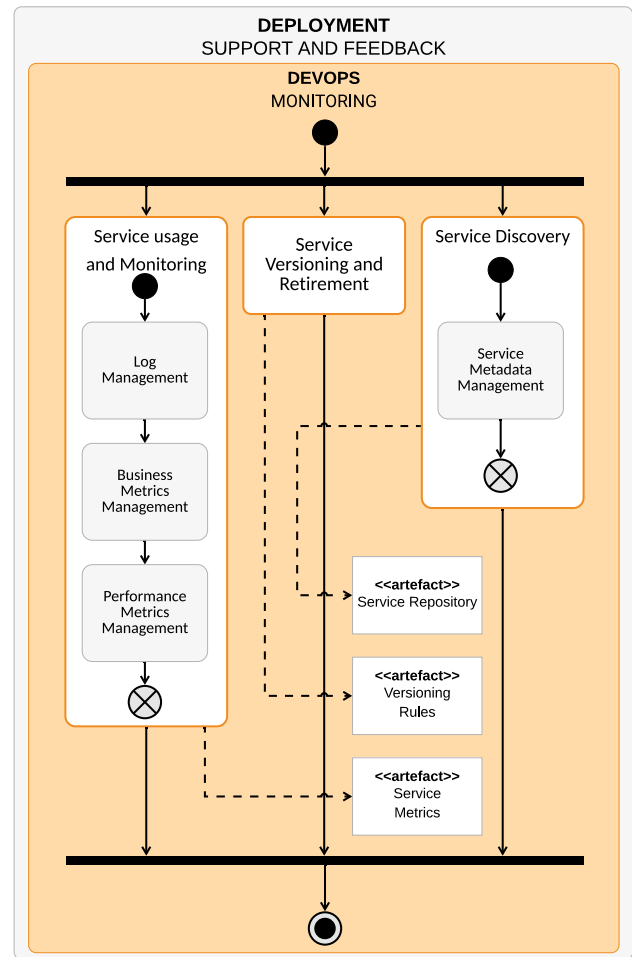 DEPLOYMENT
SUPPORT AND FEEDBACK
DEVOPS
MONITORING
Service usage
and Monitoring
Log
Management
Business
Metrics
Management
Performance
Metrics
Management
Service
Versioning and
Retirement
Service Discovery
Service
Metadata
Management
<<artefact>>
Service Repository
<<artefact>>
Versioning
Rules
<<artefact>>
Service
Metrics